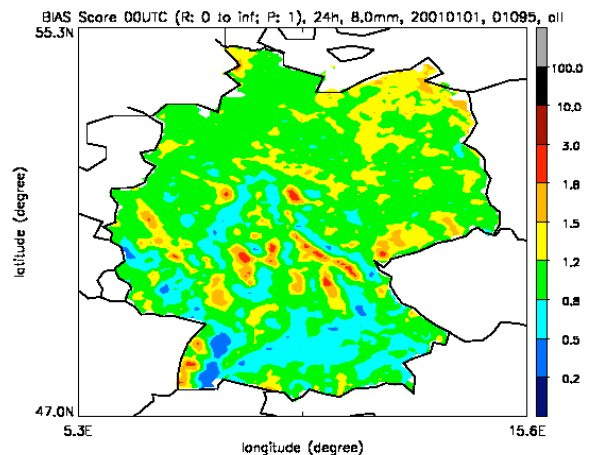 BIAS Score 00UTC (R: 0 to inf; P: 1), 24h, 8.0mm, 20010101, 01095, all
55.3N
latitude (degree)
47.0N
5.3E
15.6E
longitude (degree)
100.0
10.0
3.0
1.8
1.5
1.2
0.8
0.5
0.2